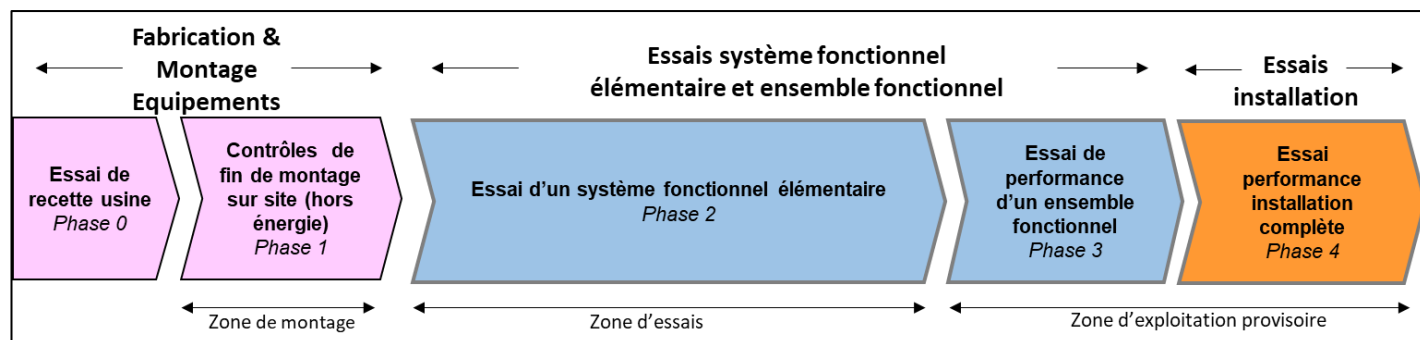 Fabrication &
Montage
Equipements
Essais système fonctionnel
élémentaire et ensemble fonctionnel
Essais
installation
Essai de
recette usine
Phase 0
Contrôles de
fin de montage
sur site (hors
énergie)
Phase 1
Essai d'un système fonctionnel élémentaire
Phase 2
Essai de
performance
d'un ensemble
fonctionnel
Phase 3
Essai
performance
installation
complète
Phase 4
Zone de montage
Zone d'essais
Zone d'exploitation provisoire